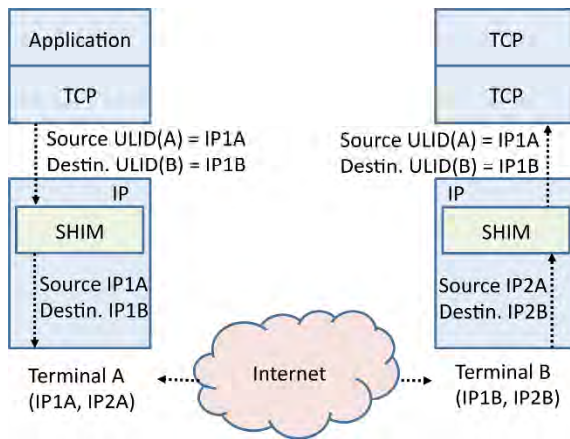 Application
TCP
Source ULID(A) = IP1A
Destin. ULID(B) = IP1B
IP
SHIM
Source IP1A
Destin. IP1B
Terminal A
(IP1A, IP2A)
Internet
TCP
TCP
Source ULID(A) = IP1A
Destin. ULID(B) = IP1B
IP
SHIM
Source IP2A
Destin. IP2B
Terminal B
(IP1B, IP2B)